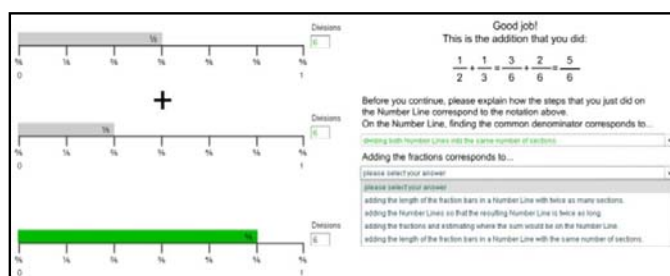 Divisions
6
0
1
+
Divisions
6
0
1
Divisions
6
0
1
Good job!
This is the addition that you did:
1/2 + 1/3 = 3/6 + 2/6 = 5/6
Before you continue, please explain how the steps that you just did on
the Number Line correspond to the notation above.
On the Number Line, finding the common denominator corresponds to...
dividing both Number Lines into the same number of sections
Adding the fractions corresponds to...
please select your answer
please select your answer
adding the length of the fraction bars in a Number Line with twice as many sections.
adding the Number Lines so that the resulting Number Line is twice as long.
adding the fractions and estimating where the sum would be on the Number Line.
adding the length of the fraction bars in a Number Line with the same number of sections.